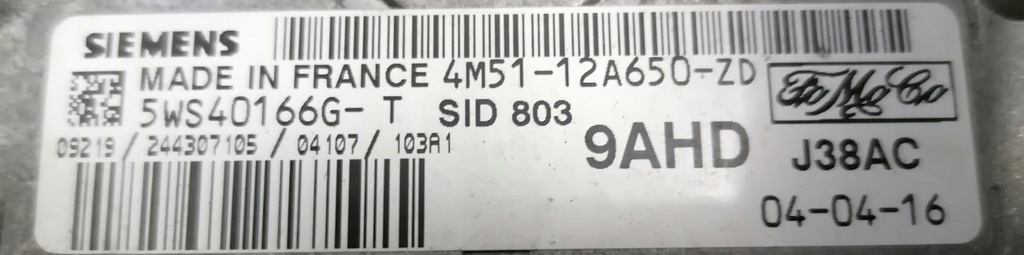 SIEMENS
MADE IN FRANCE 4M51-12A650-ZD
FoMoCo
5WS40166G- T SID 803
09219 / 244307105 / 04107 / 103A1
9AHD J38AC
04-04-16